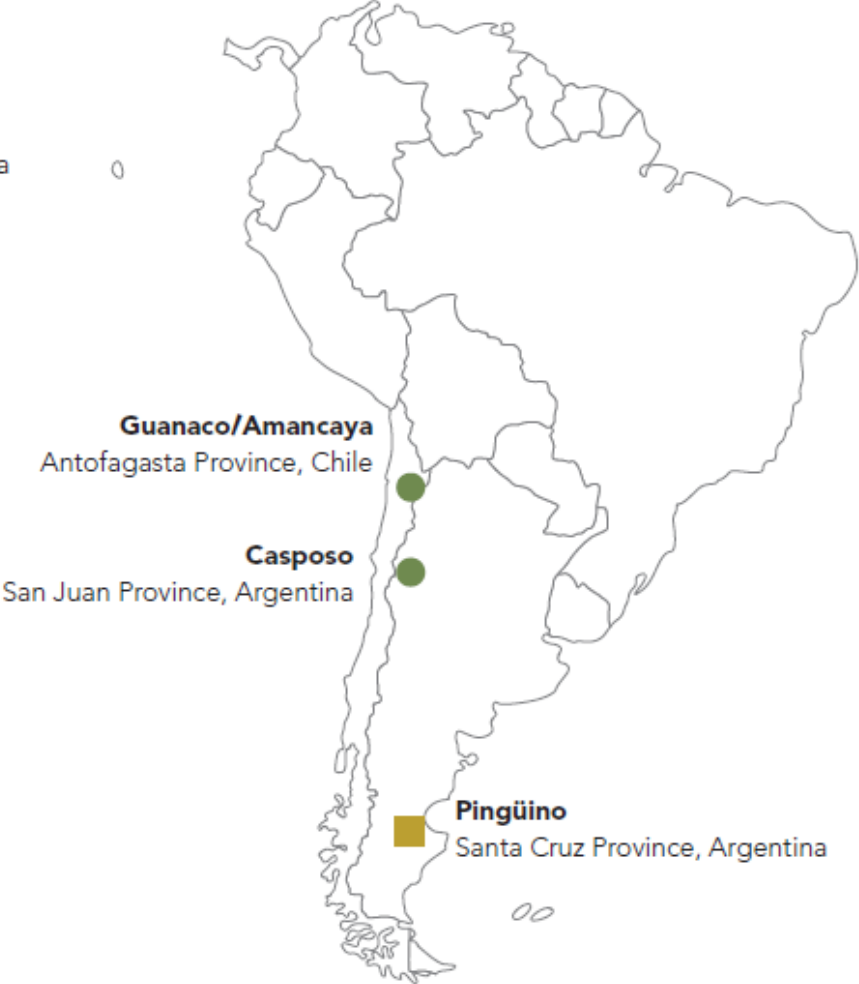 a
Guanaco/Amancaya
Antofagasta Province, Chile
Casposo
San Juan Province, Argentina
Pingüino
Santa Cruz Province, Argentina